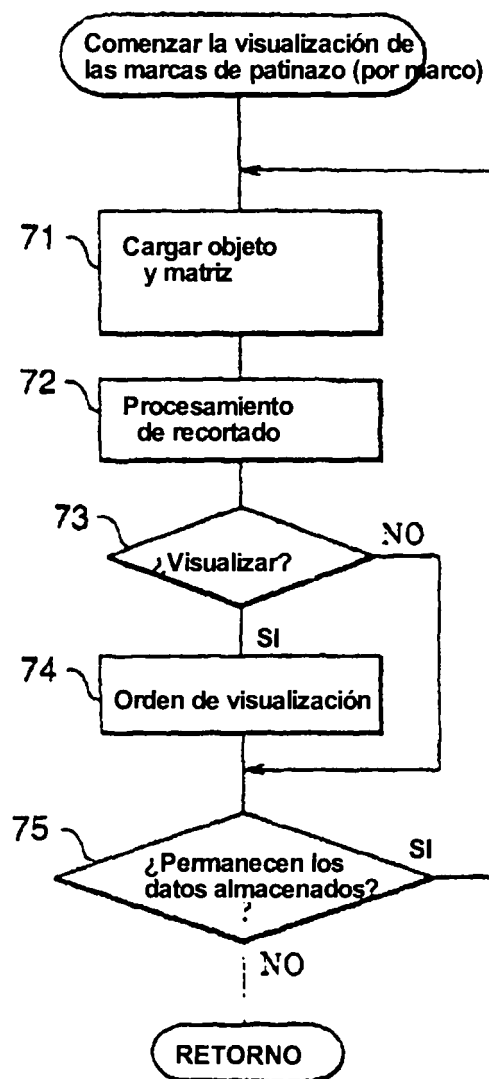 Comenzar la visualización de
las marcas de patinazo (por marco)
71
Cargar objeto
y matriz
72
Procesamiento
de recortado
73
¿Visualizar?
NO
SI
74
Orden de visualización
75
¿Permanecen los
datos almacenados?
?
SI
NO
RETORNO